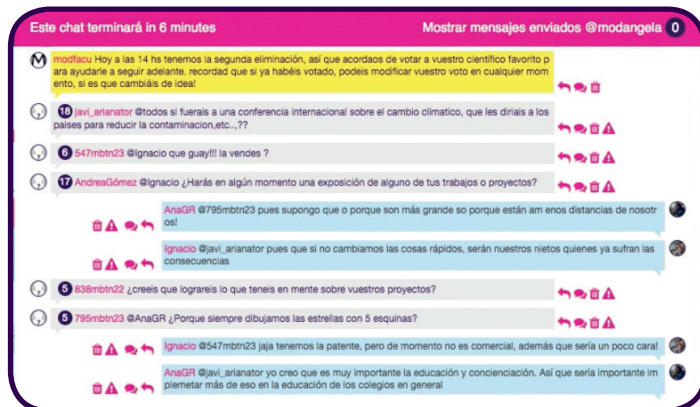 Este chat terminará in 6 minutes
Mostrar mensajes enviados @modangela 0
M modfacu Hoy a las 14 hs tenemos la segunda eliminación, así que acordaos de votar a vuestro científico favorito p
ara ayudarle a seguir adelante. recordad que si ya habéis votado, podeis modificar vuestro voto en cualquier mom
ento, si es que cambiáis de idea!
18 javi_arianator @todos si fuerais a una conferencia internacional sobre el cambio climatico, que les diriais a los
paises para reducir la contaminacion,etc..,??
6 547mbtn23 @Ignacio que guay!!! la vendes ?
17 AndreaGómez @Ignacio ¿Harás en algún momento una exposición de alguno de tus trabajos o proyectos?
AnaGR @795mbtn23 pues supongo que o porque son más grande so porque están am enos distancias de nosotr
os!
Ignacio @javi_arianator pues que si no cambiamos las cosas rápidos, serán nuestros nietos quienes ya sufran las
consecuencias
5 838mbtn22 ¿creeis que lograreis lo que teneis en mente sobre vuestros proyectos?
5 795mbtn23 @AnaGR ¿Porque siempre dibujamos las estrellas con 5 esquinas?
Ignacio @547mbtn23 jaja tenemos la patente, pero de momento no es comercial, además que sería un poco cara!
AnaGR @javi_arianator yo creo que es muy importante la educación y concienciación. Así que sería importante im
plemetar más de eso en la educación de los colegios en general